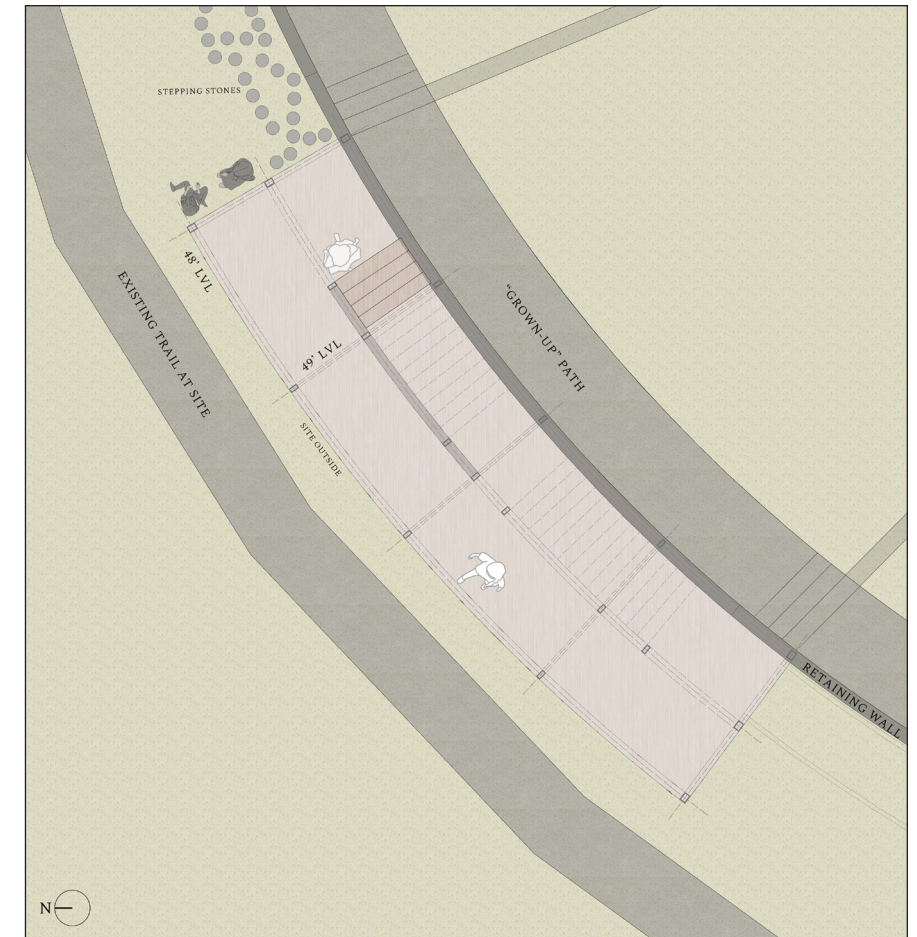 STEPPING STONES
48' LVL
EXISTING TRAIL AT SITE
49' LVL
"GROWN-UP" PATH
SITE OUTSIDE
RETAINING WALL
N